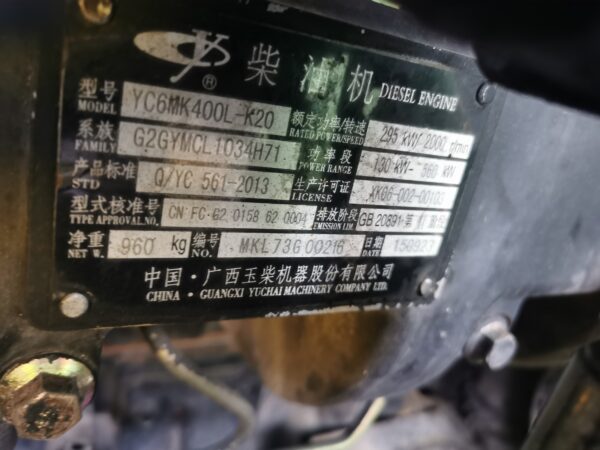 YC ® 柴油机 DIESEL ENGINE
型号 MODEL YC6MK400L-K20 额定功率/转速 RATED POWER/SPEED 295 kW/ 2000 r/min
系族 FAMILY G2GYMCL1034H71 功率段 POWER RANGE 130 kW- 560 kW
产品标准 STD Q/YC 561-2013 生产许可证 LICENSE
型式核准号 TYPE APPROVAL NO. CN FC G2 0158 62 0004 排放阶段 EMISSION LIM. GB 20891-第
净重 NET W. 960 kg 编号 NO. MKL73G00216 日期 DATE 150923
中国·广西玉柴机器股份有限公司
CHINA · GUANGXI YUCHAI MACHINERY COMPANY LTD.